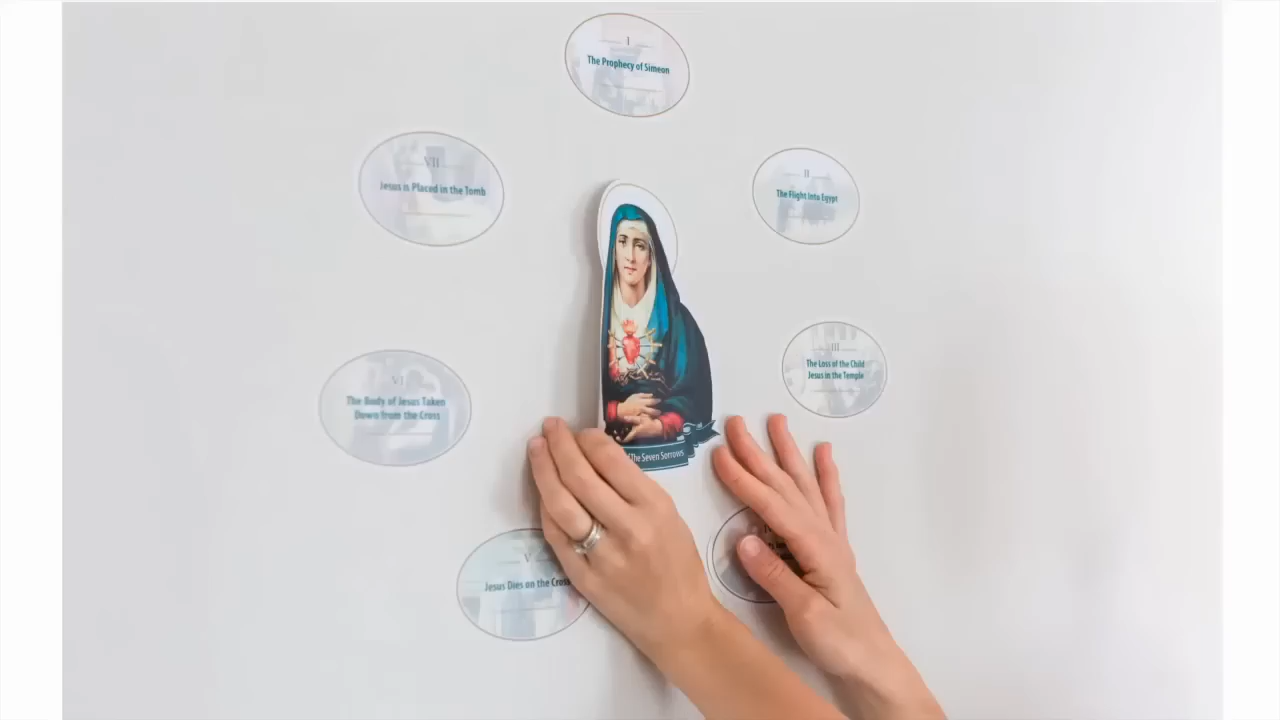 I
The Prophecy of Simeon
II
The Flight into Egypt
III
The Loss of the Child
Jesus in the Temple
V
Jesus Dies on the Cross
VI
The Body of Jesus Taken
Down from the Cross
VII
Jesus is Placed in the Tomb
The Seven Sorrows